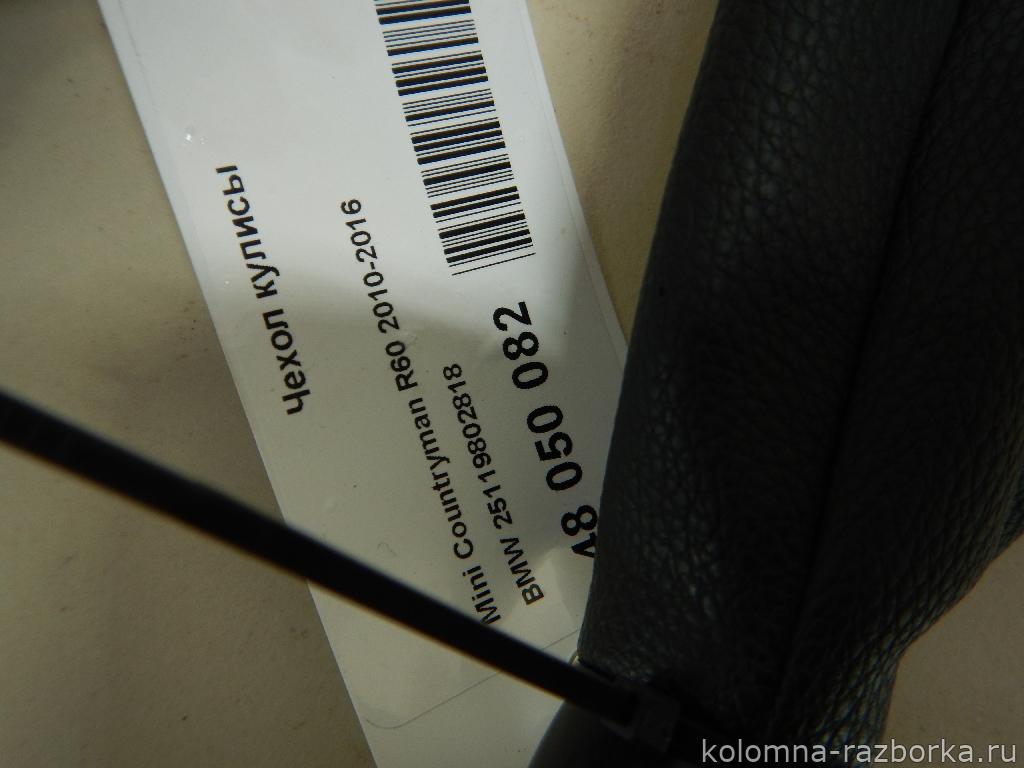 Чехол кулисы
Mini Countryman R60 2010-2016
BMW 25119802818
48 050 082
kolomna-razborka.ru